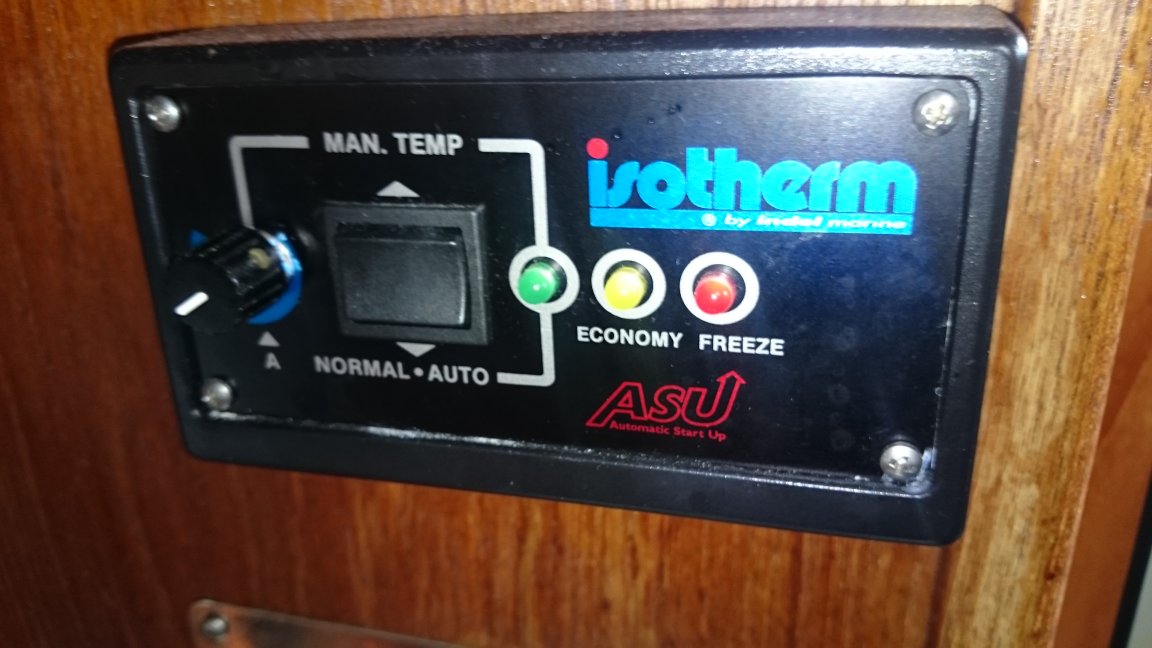 MAN. TEMP
isotherm
® by Indel marine
ECONOMY FREEZE
A
NORMAL • AUTO
ASU
Automatic Start Up